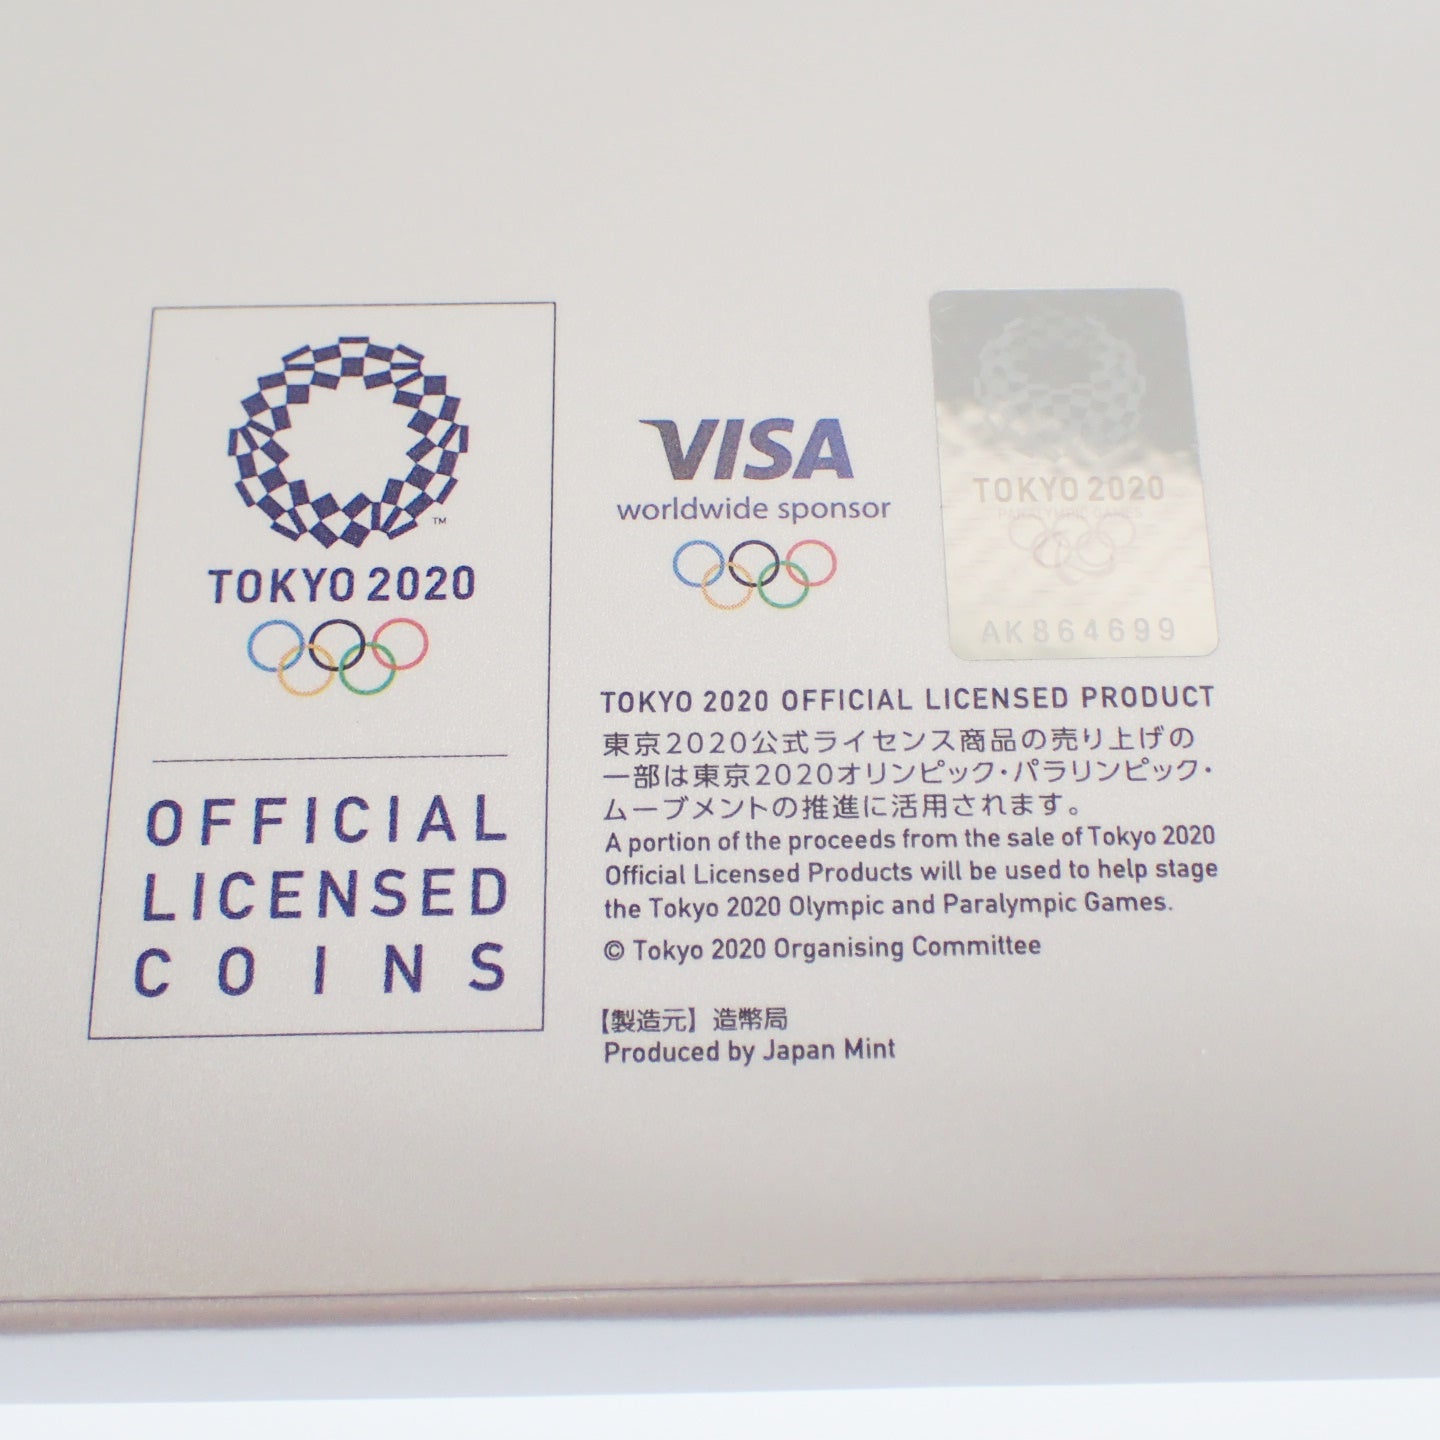 TM
TOKYO 2020
OFFICIAL
LICENSED
COINS
VISA
worldwide sponsor
TOKYO 2020
PARALYMPIC GAMES
AK864699
TOKYO 2020 OFFICIAL LICENSED PRODUCT
東京2020公式ライセンス商品の売り上げの
一部は東京2020オリンピック・パラリンピック・
ムーブメントの推進に活用されます。
A portion of the proceeds from the sale of Tokyo 2020
Official Licensed Products will be used to help stage
the Tokyo 2020 Olympic and Paralympic Games.
© Tokyo 2020 Organising Committee
【製造元】造幣局
Produced by Japan Mint